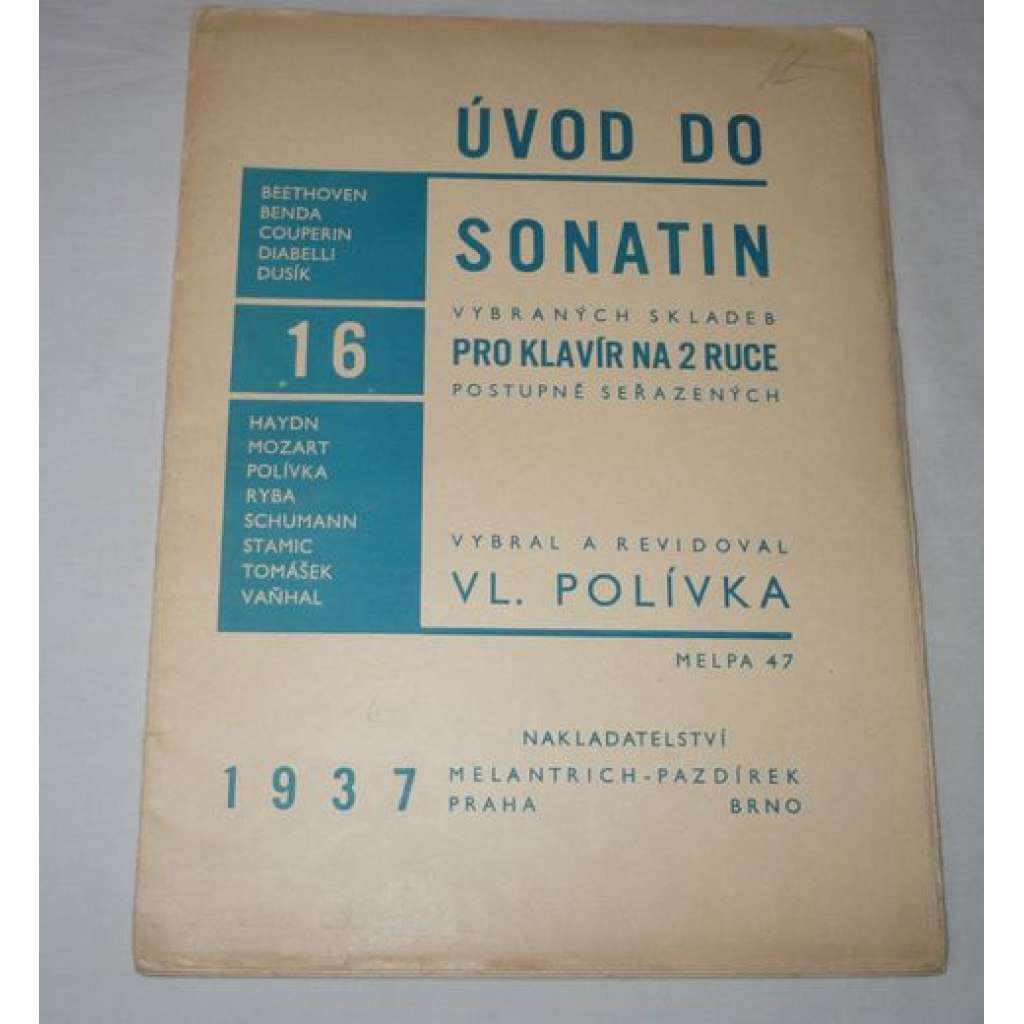 ÚVOD DO
SONATIN
BEETHOVEN
BENDA
COUPERIN
DIABELLI
DUSÍK
16
VYBRANÝCH SKLADEB
PRO KLAVÍR NA 2 RUCE
POSTUPNĚ SEŘAZENÝCH
HAYDN
MOZART
POLÍVKA
RYBA
SCHUMANN
STAMIC
TOMÁŠEK
VAŇHAL
VYBRAL A REVIDOVAL
VL. POLÍVKA
MELPA 47
1937
NAKLADATELSTVÍ
MELANTRICH-PAZDÍREK
PRAHA BRNO